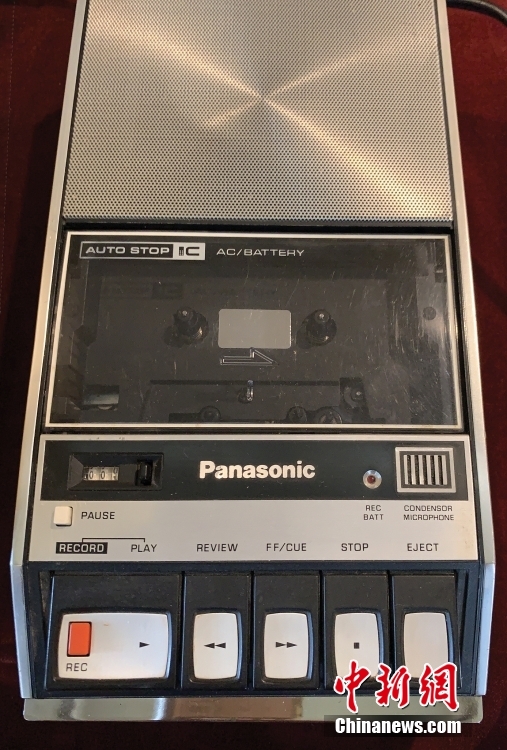 AUTO STOP IC AC/BATTERY
Panasonic
PAUSE
REC
BATT
CONDENSOR
MICROPHONE
RECORD PLAY REVIEW FF/CUE STOP EJECT
REC
中新网
Chinanews.com